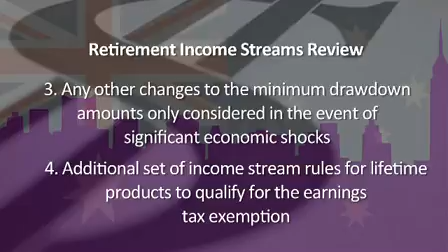 Retirement Income Streams Review
3. Any other changes to the minimum drawdown
amounts only considered in the event of
significant economic shocks
4. Additional set of income stream rules for lifetime
products to qualify for the earnings
tax exemption